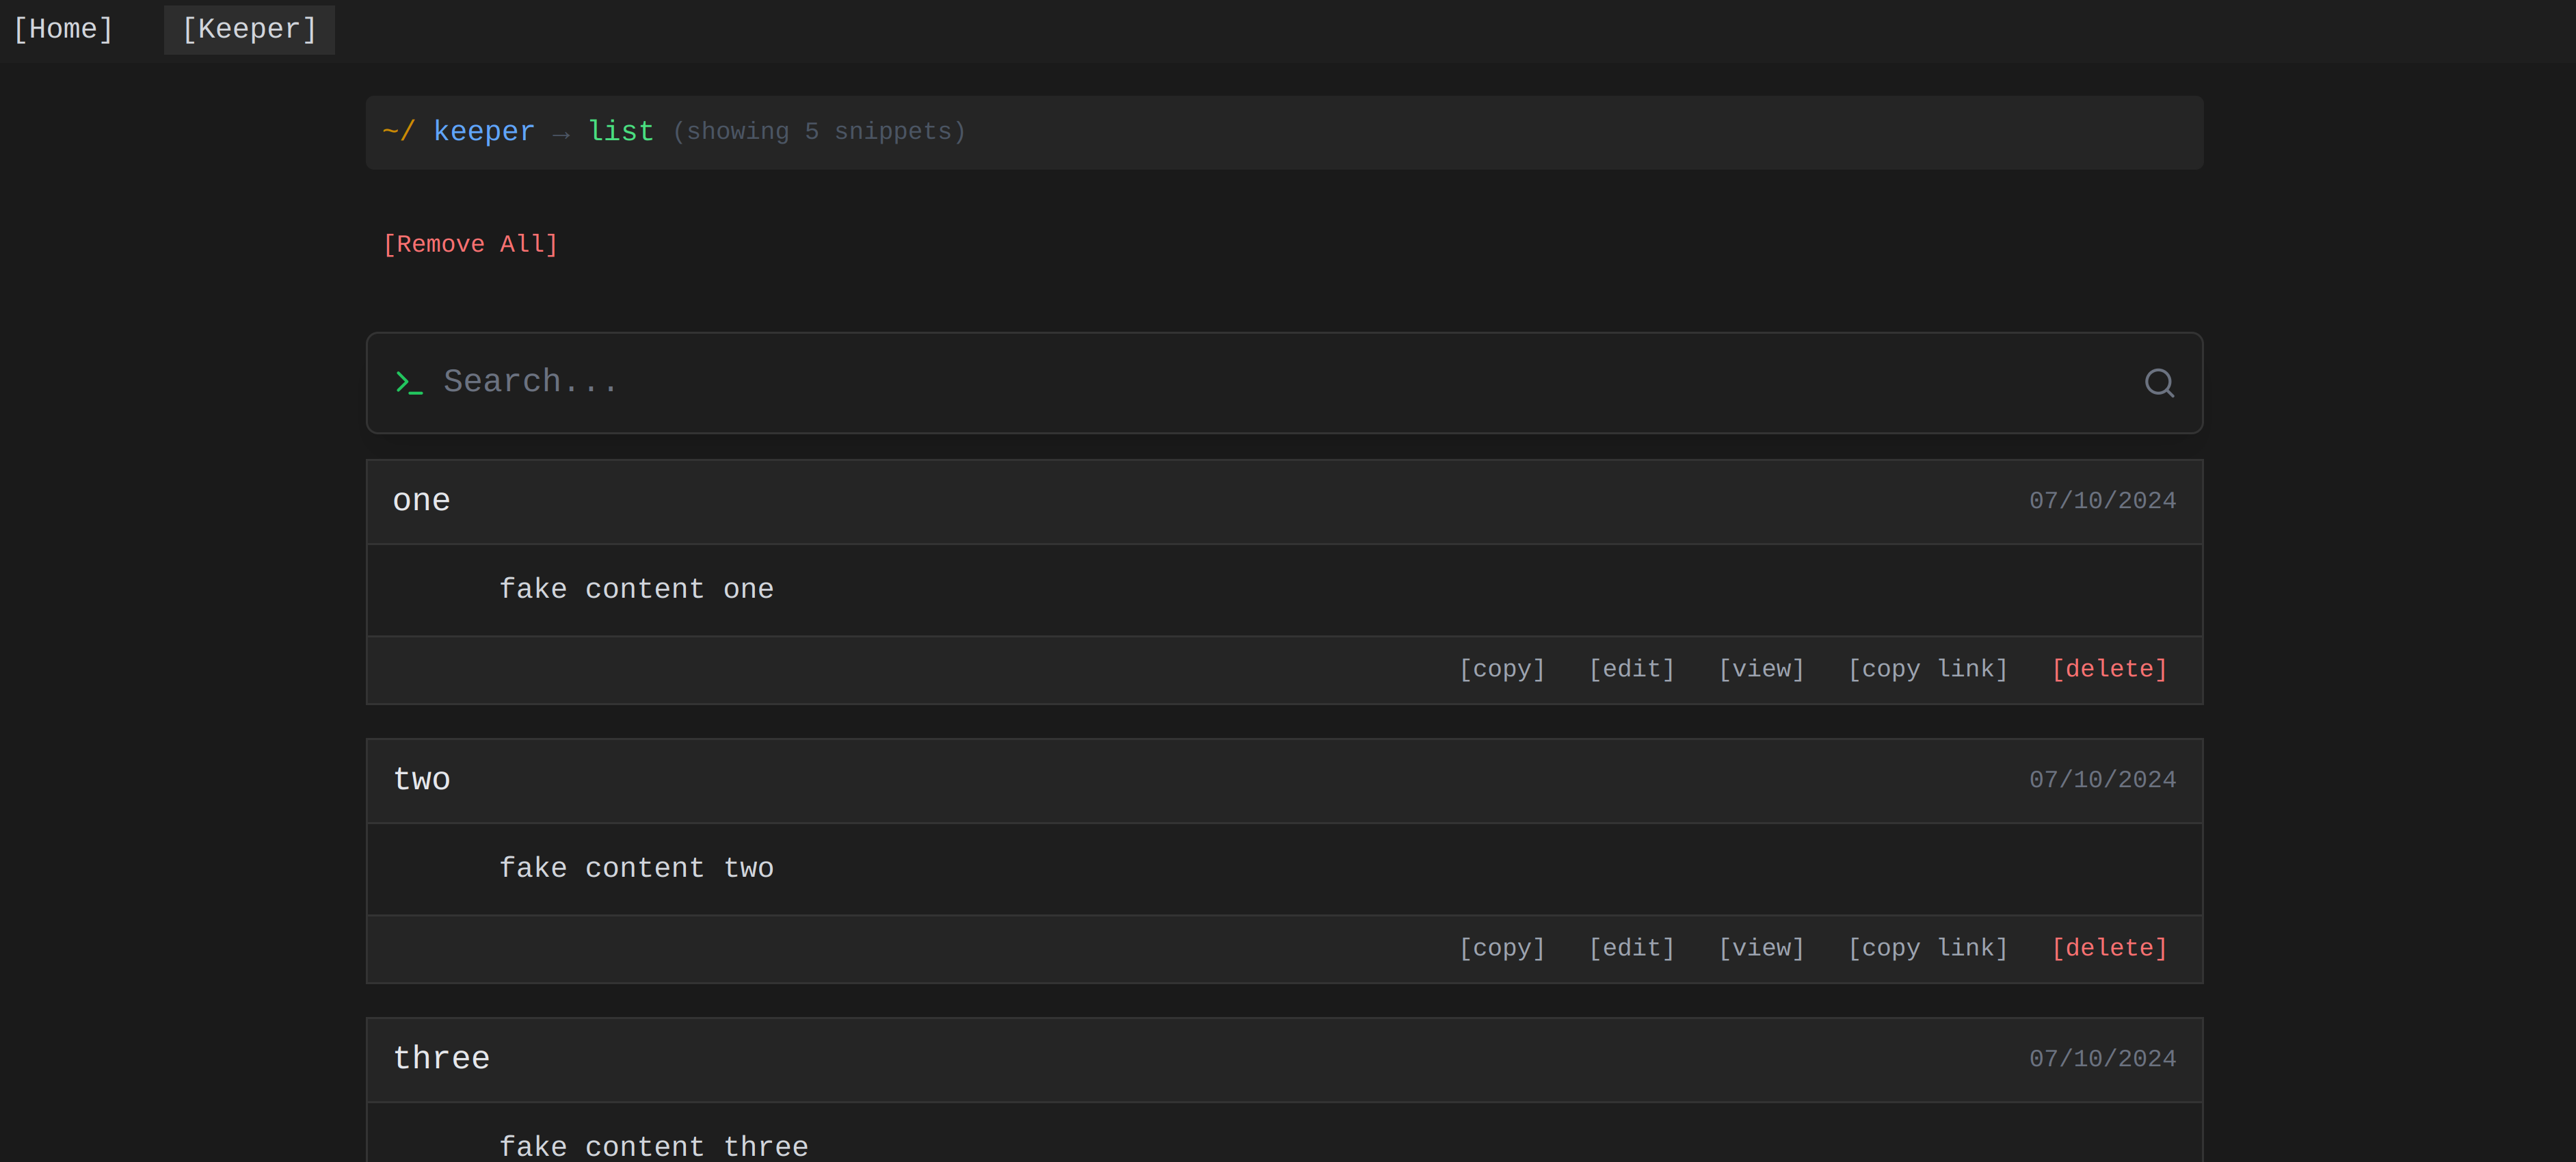 [Home] [Keeper]
~/ keeper → list (showing 5 snippets)
[Remove All]
Search...
one 07/10/2024
fake content one
[copy] [edit] [view] [copy link] [delete]
two 07/10/2024
fake content two
[copy] [edit] [view] [copy link] [delete]
three 07/10/2024
fake content three